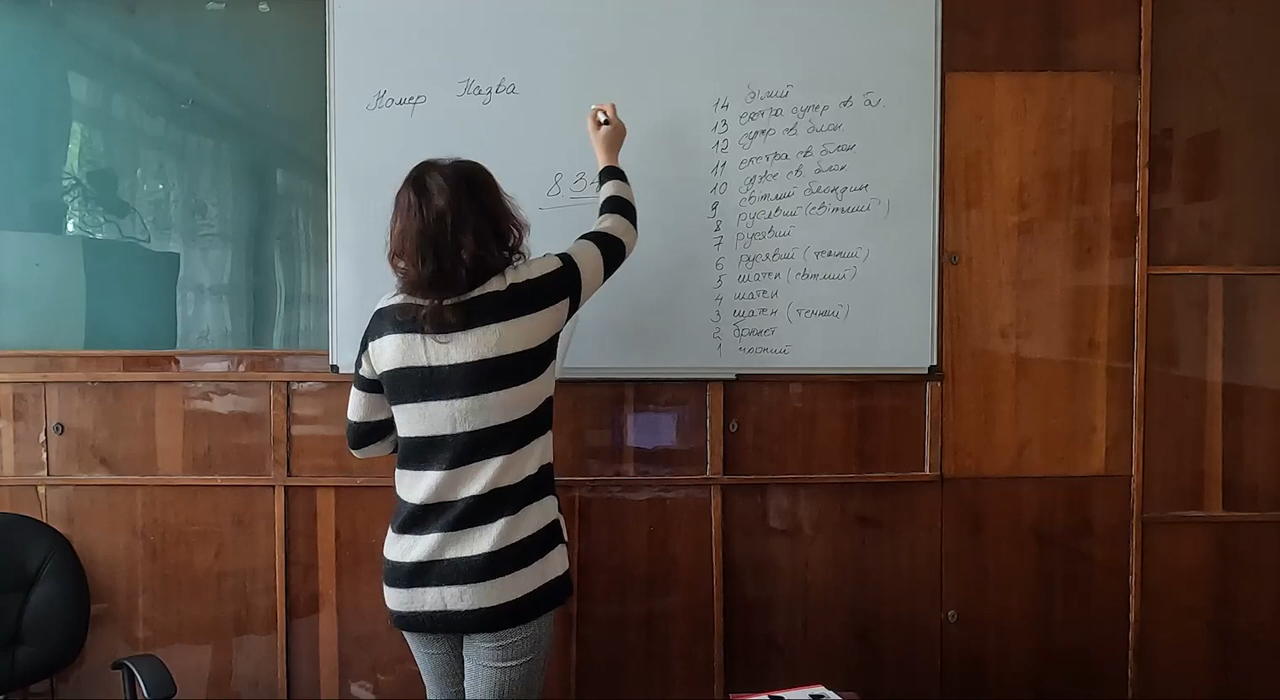 Номер Назва
8.34
14 білий
13 екстра супер св бл.
12 супер св. блон.
11 екстра св. блон
10 дуже св. блон
9 світлий блондин
8 русявий (світлий)
7 русявий
6 русявий (темний)
5 шатен (світлий)
4 шатен
3 шатен (темний)
2 брюнет
1 чорний